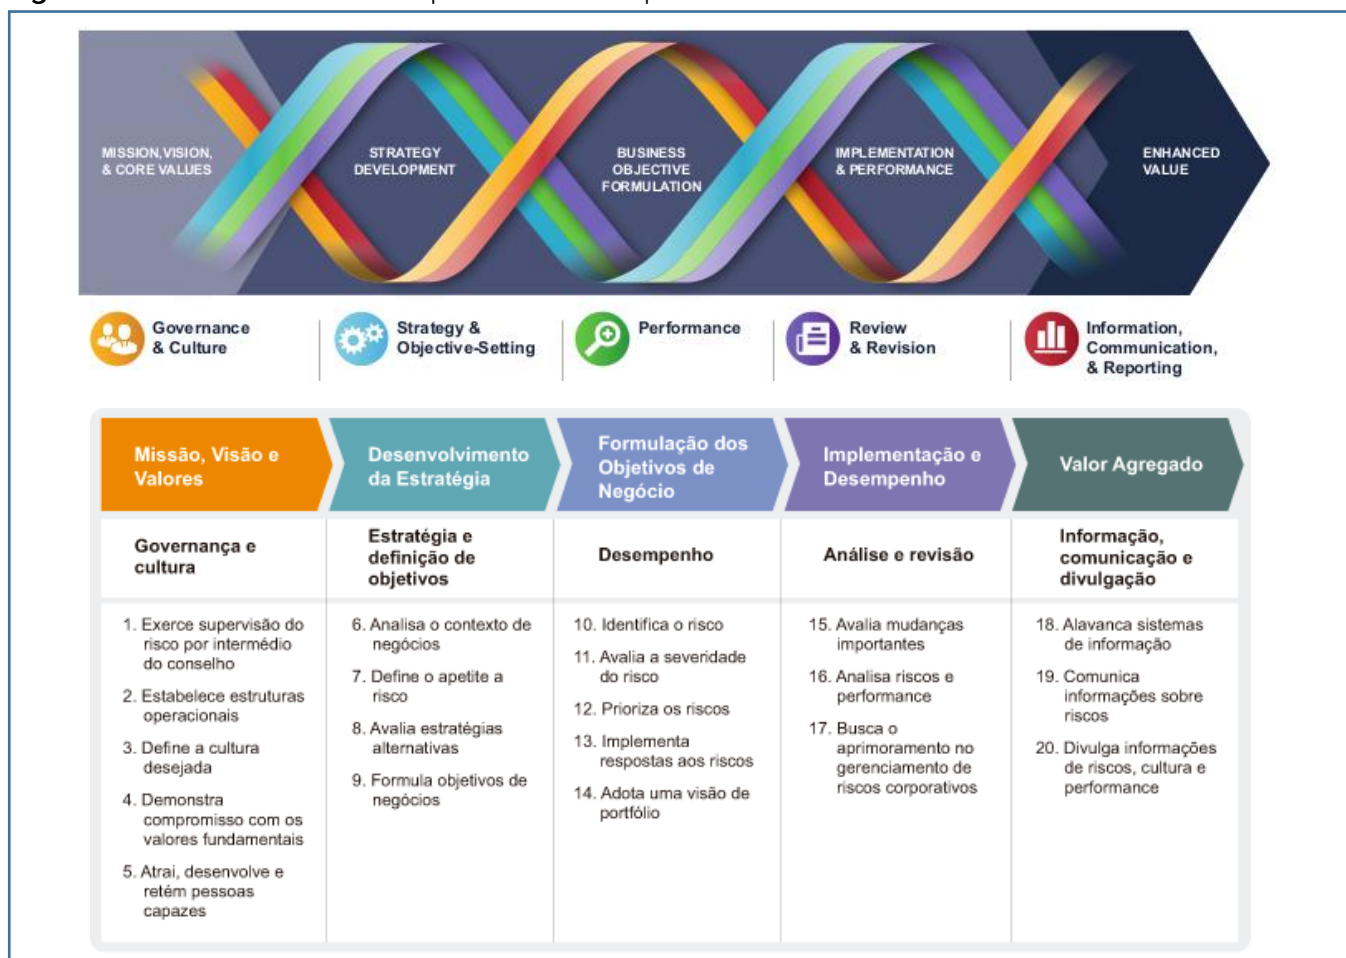 MISSION, VISION,
& CORE VALUES
STRATEGY
DEVELOPMENT
BUSINESS
OBJECTIVE
FORMULATION
IMPLEMENTATION
& PERFORMANCE
ENHANCED
VALUE
Governance
& Culture
Strategy &
Objective-Setting
Performance
Review
& Revision
Information,
Communication,
& Reporting
Missão, Visão e
Valores
Desenvolvimento
da Estratégia
Formulação dos
Objetivos de
Negócio
Implementação e
Desempenho
Valor Agregado
Governança e
cultura
Estratégia e
definição de
objetivos
Desempenho
Análise e revisão
Informação,
comunicação e
divulgação
1. Exerce supervisão do
risco por intermédio
do conselho
2. Estabelece estruturas
operacionais
3. Define a cultura
desejada
4. Demonstra
compromisso com os
valores fundamentais
5. Atrai, desenvolve e
retém pessoas
capazes
6. Analisa o contexto de
negócios
7. Define o apetite a
risco
8. Avalia estratégias
alternativas
9. Formula objetivos de
negócios
10. Identifica o risco
11. Avalia a severidade
do risco
12. Prioriza os riscos
13. Implementa
respostas aos riscos
14. Adota uma visão de
portfólio
15. Avalia mudanças
importantes
16. Analisa riscos e
performance
17. Busca o
aprimoramento no
gerenciamento de
riscos corporativos
18. Alavanca sistemas
de informação
19. Comunica
informações sobre
riscos
20. Divulga informações
de riscos, cultura e
performance